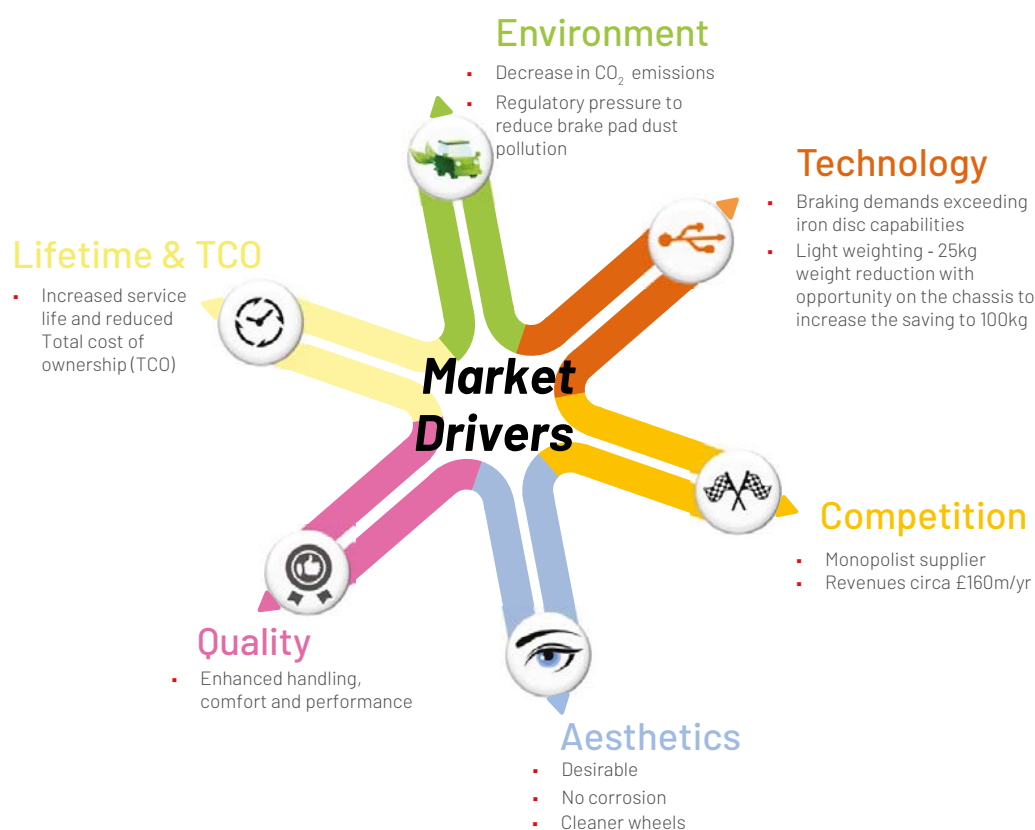 Environment
▪ Decrease in CO₂ emissions
▪ Regulatory pressure to
reduce brake pad dust
pollution
Technology
▪ Braking demands exceeding
iron disc capabilities
▪ Light weighting - 25kg
weight reduction with
opportunity on the chassis to
increase the saving to 100kg
Lifetime & TCO
▪ Increased service
life and reduced
Total cost of
ownership (TCO)
Market
Drivers
Competition
▪ Monopolist supplier
▪ Revenues circa £160m/yr
Quality
▪ Enhanced handling,
comfort and performance
Aesthetics
▪ Desirable
▪ No corrosion
▪ Cleaner wheels